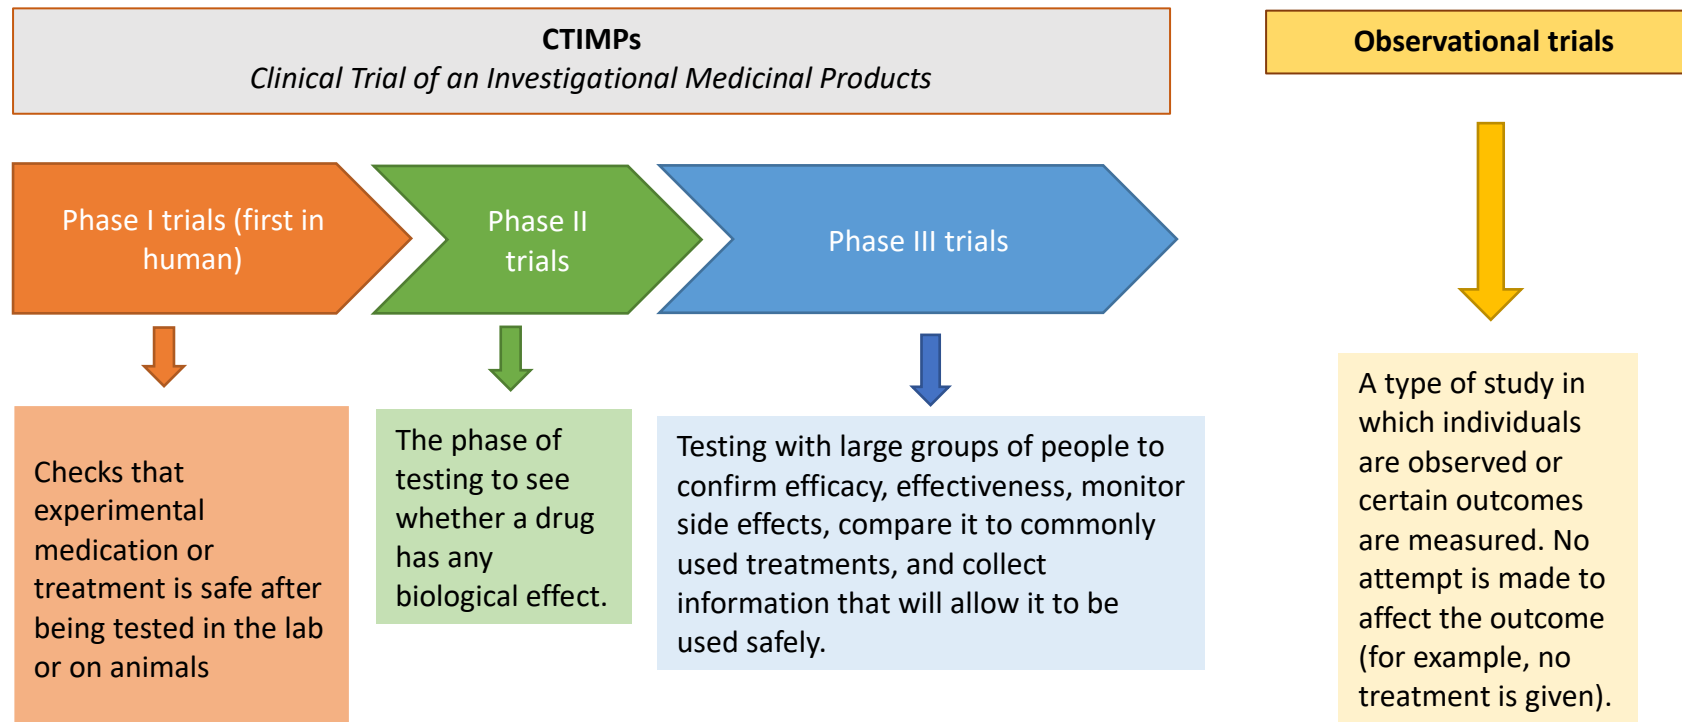 CTIMPs
Clinical Trial of an Investigational Medicinal Products
Observational trials
Phase I trials (first in
human)
Phase II
trials
Phase III trials
Checks that
experimental
medication or
treatment is safe after
being tested in the lab
or on animals
The phase of
testing to see
whether a drug
has any
biological effect.
Testing with large groups of people to
confirm efficacy, effectiveness, monitor
side effects, compare it to commonly
used treatments, and collect
information that will allow it to be
used safely.
A type of study in
which individuals
are observed or
certain outcomes
are measured. No
attempt is made to
affect the outcome
(for example, no
treatment is given).